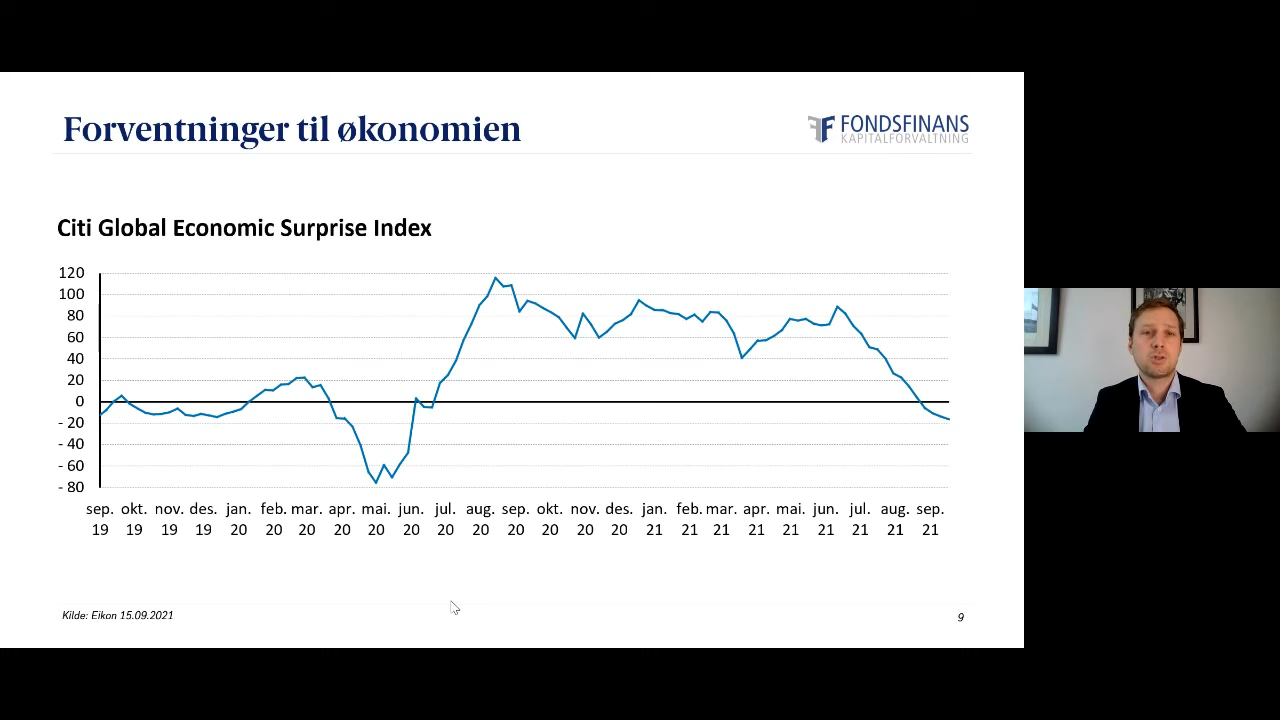 Forventninger til økonomien
FONDSFINANS
KAPITALFORVALTNING
Citi Global Economic Surprise Index
120
100
80
60
40
20
0
- 20
- 40
- 60
- 80
sep. okt. nov. des. jan. feb. mar. apr. mai. jun. jul. aug. sep. okt. nov. des. jan. feb. mar. apr. mai. jun. jul. aug. sep.
19 19 19 19 20 20 20 20 20 20 20 20 20 20 20 20 21 21 21 21 21 21 21 21 21
Kilde: Eikon 15.09.2021
9